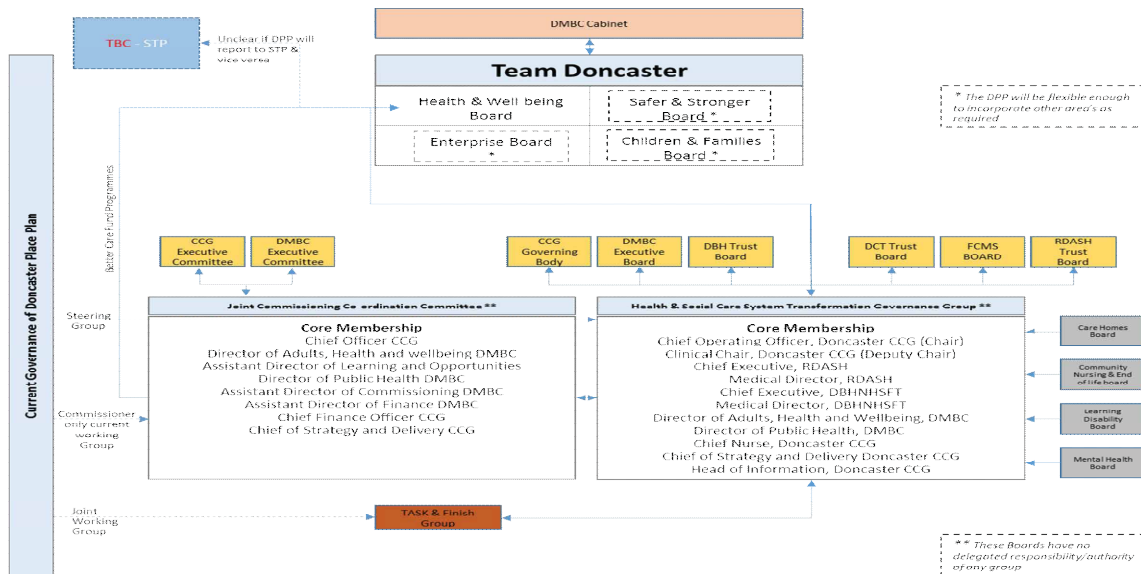 DMBC Cabinet
TBC - STP
Unclear if DPP will
report to STP &
vice versa
Team Doncaster
Health & Well being
Board
Safer & Stronger
Board *
Enterprise Board
*
Children & Families
Board *
* The DPP will be flexible enough
to incorporate other area's as
required
Current Governance of Doncaster Place Plan
Better Care Fund Programmes
CCG
Executive
Committee
DMBC
Executive
Committee
CCG
Governing
Body
DMBC
Executive
Board
DBH Trust
Board
DCT Trust
Board
FCMS
BOARD
RDASH
Trust
Board
Steering
Group
Joint Commissioning Co-ordination Committee **
Core Membership
Chief Officer CCG
Director of Adults, Health and wellbeing DMBC
Assistant Director of Learning and Opportunities
Director of Public Health DMBC
Assistant Director of Commissioning DMBC
Assistant Director of Finance DMBC
Chief Finance Officer CCG
Chief of Strategy and Delivery CCG
Health & Social Care System Transformation Governance Group **
Core Membership
Chief Operating Officer, Doncaster CCG (Chair)
Clinical Chair, Doncaster CCG (Deputy Chair)
Chief Executive, RDASH
Medical Director, RDASH
Chief Executive, DBHNHSFT
Medical Director, DBHNHSFT
Director of Adults, Health and Wellbeing, DMBC
Director of Public Health, DMBC
Chief Nurse, Doncaster CCG
Chief of Strategy and Delivery Doncaster CCG
Head of Information, Doncaster CCG
Care Homes
Board
Community
Nursing & End
of life board
Learning
Disability
Board
Mental Health
Board
Commissioner
only current
working
Group
Joint
Working
Group
TASK & Finish
Group
** These Boards have no
delegated responsibility/authority
of any group